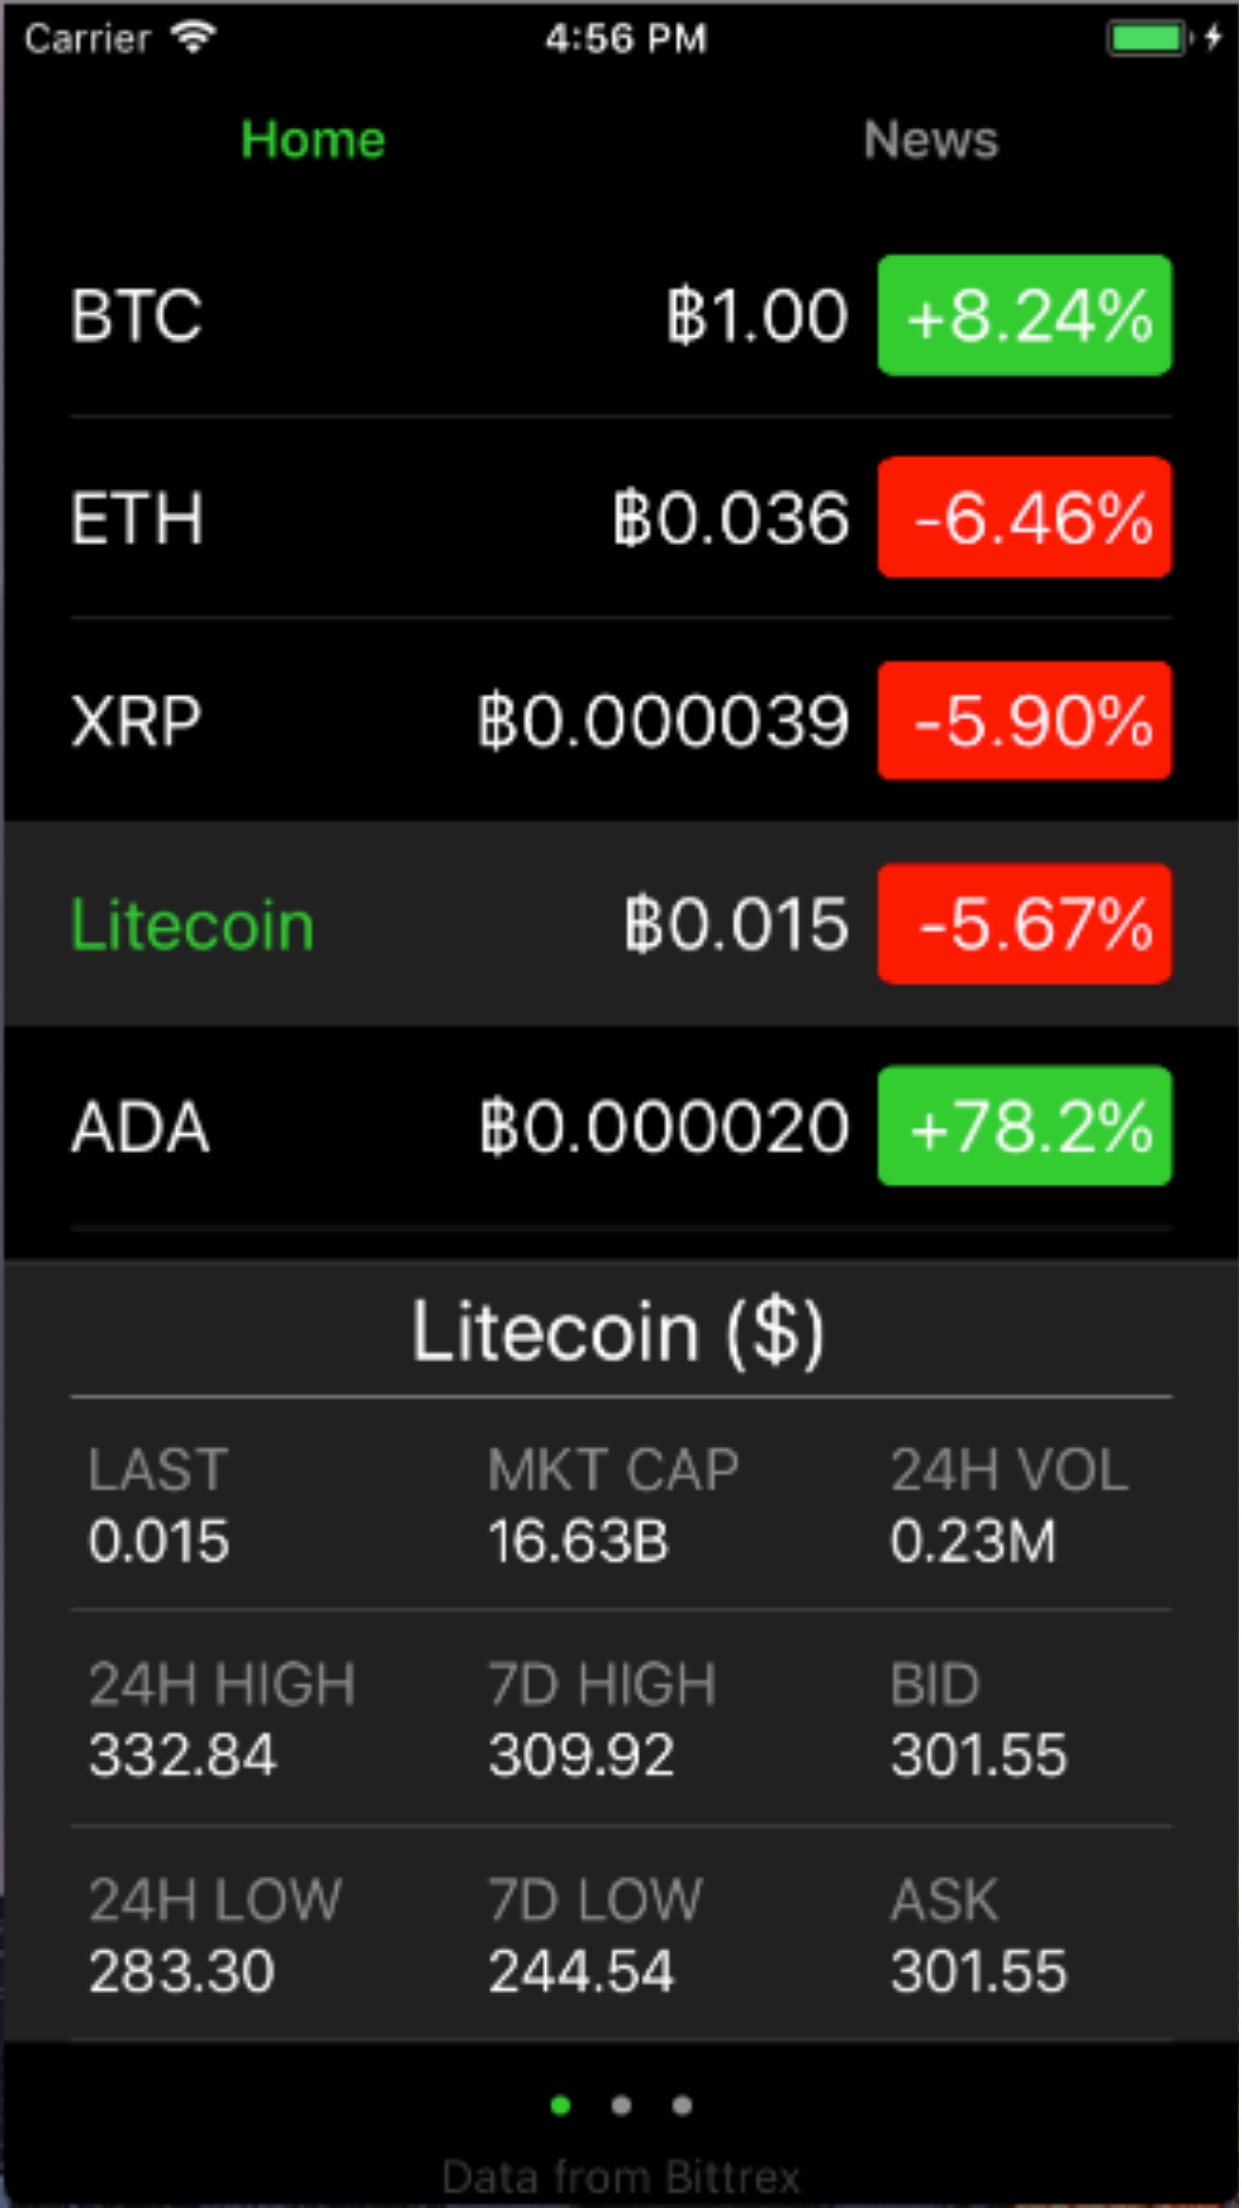 Carrier 4:56 PM
Home News
BTC ฿1.00 +8.24%
ETH ฿0.036 -6.46%
XRP ฿0.000039 -5.90%
Litecoin ฿0.015 -5.67%
ADA ฿0.000020 +78.2%
Litecoin ($)
LAST MKT CAP 24H VOL
0.015 16.63B 0.23M
24H HIGH 7D HIGH BID
332.84 309.92 301.55
24H LOW 7D LOW ASK
283.30 244.54 301.55
Data from Bittrex